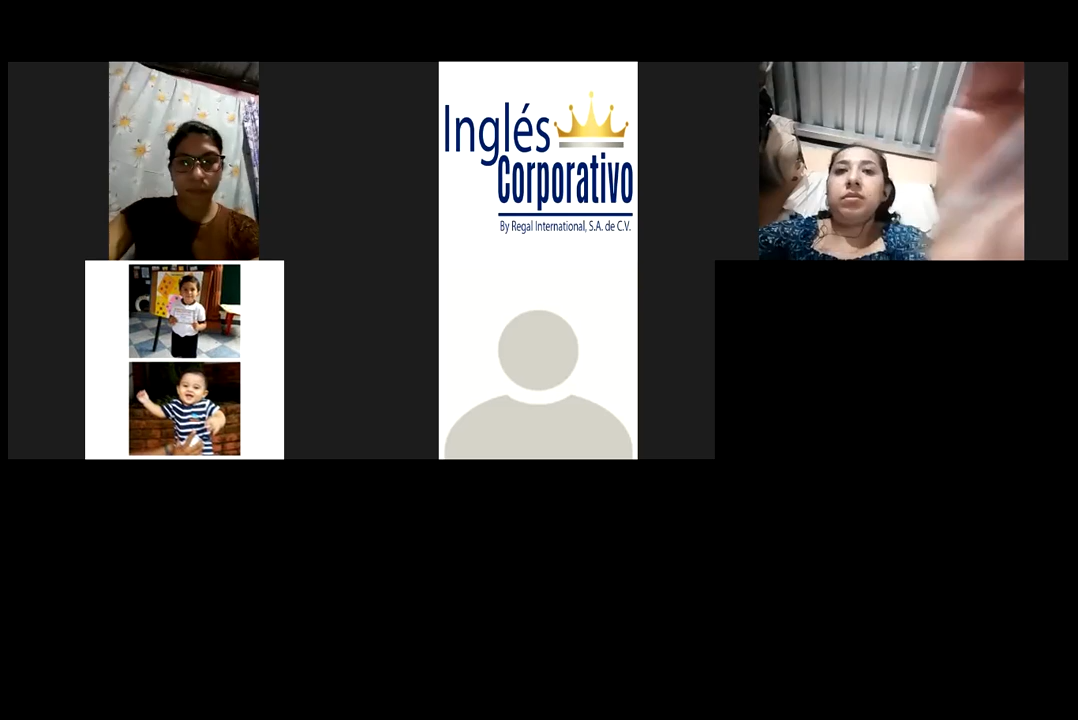 Inglés
Corporativo
By Regal International, S.A. de C.V.